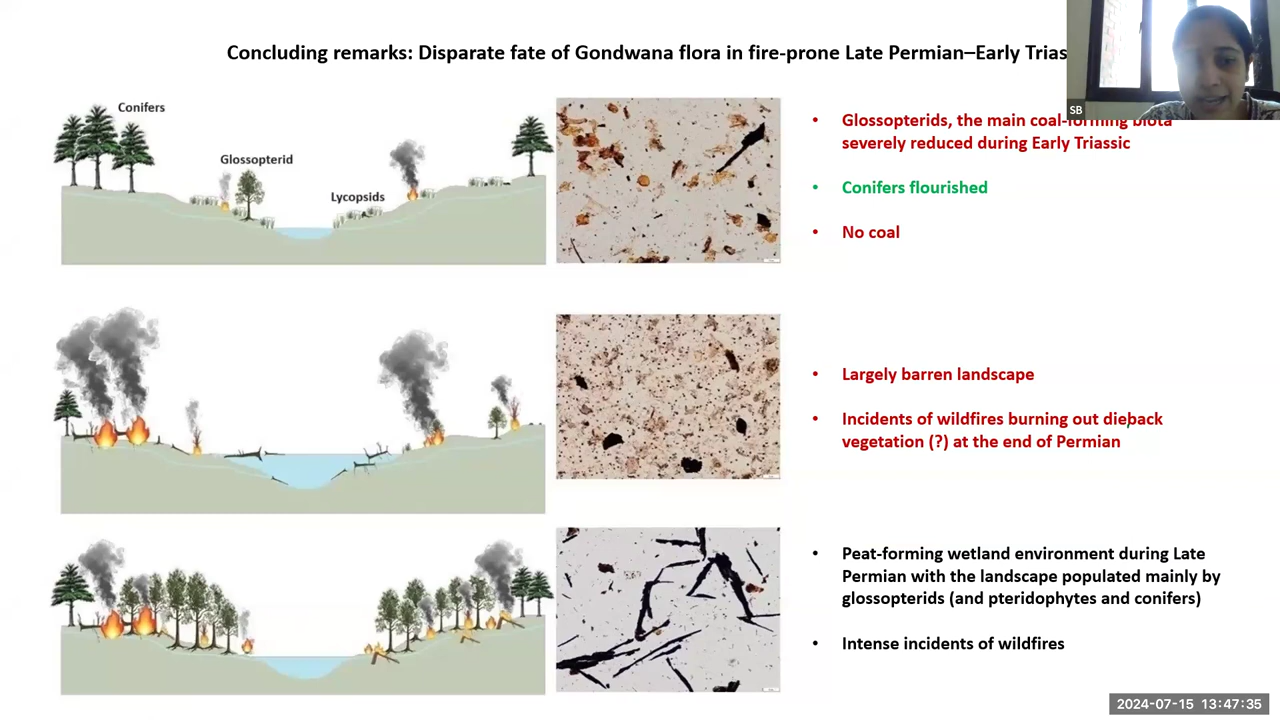 Concluding remarks: Disparate fate of Gondwana flora in fire-prone Late Permian–Early Trias
Conifers
Glossopterid
Lycopsids
SB
• Glossopterids, the main coal-forming biota
severely reduced during Early Triassic
• Conifers flourished
• No coal
• Largely barren landscape
• Incidents of wildfires burning out dieback
vegetation (?) at the end of Permian
• Peat-forming wetland environment during Late
Permian with the landscape populated mainly by
glossopterids (and pteridophytes and conifers)
• Intense incidents of wildfires
2024-07-15 13:47:35